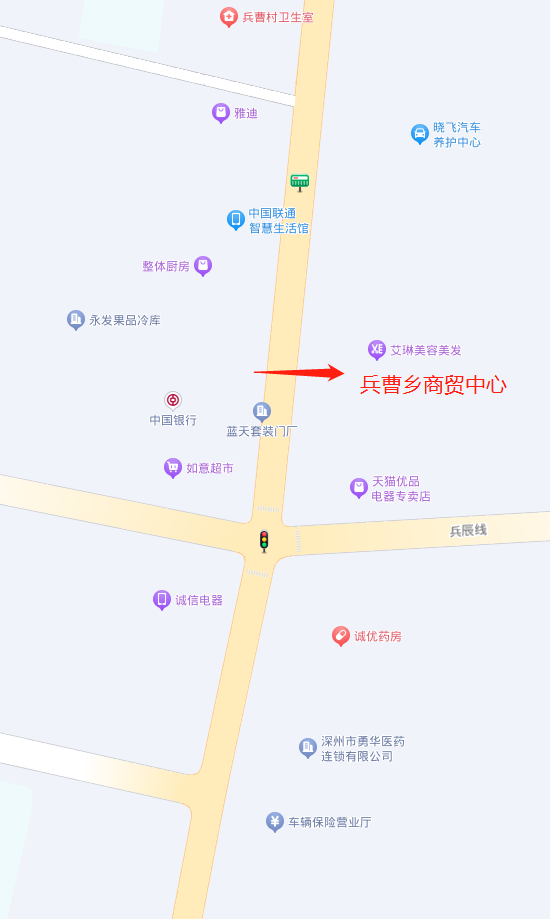 兵曹村卫生室
雅迪
晓飞汽车
养护中心
中国联通
智慧生活馆
整体厨房
永发果品冷库
艾琳美容美发
兵曹乡商贸中心
中国银行
蓝天套装门厂
如意超市
天猫优品
电器专卖店
兵辰线
诚信电器
诚优药房
深州市勇华医药
连锁有限公司
车辆保险营业厅